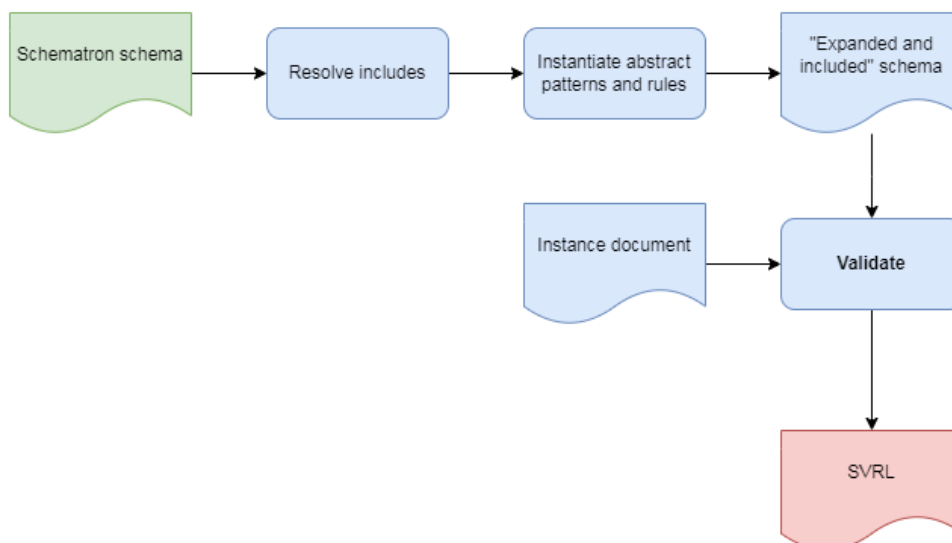 Schematron schema
Resolve includes
Instantiate abstract
patterns and rules
"Expanded and
included" schema
Instance document
Validate
SVRL